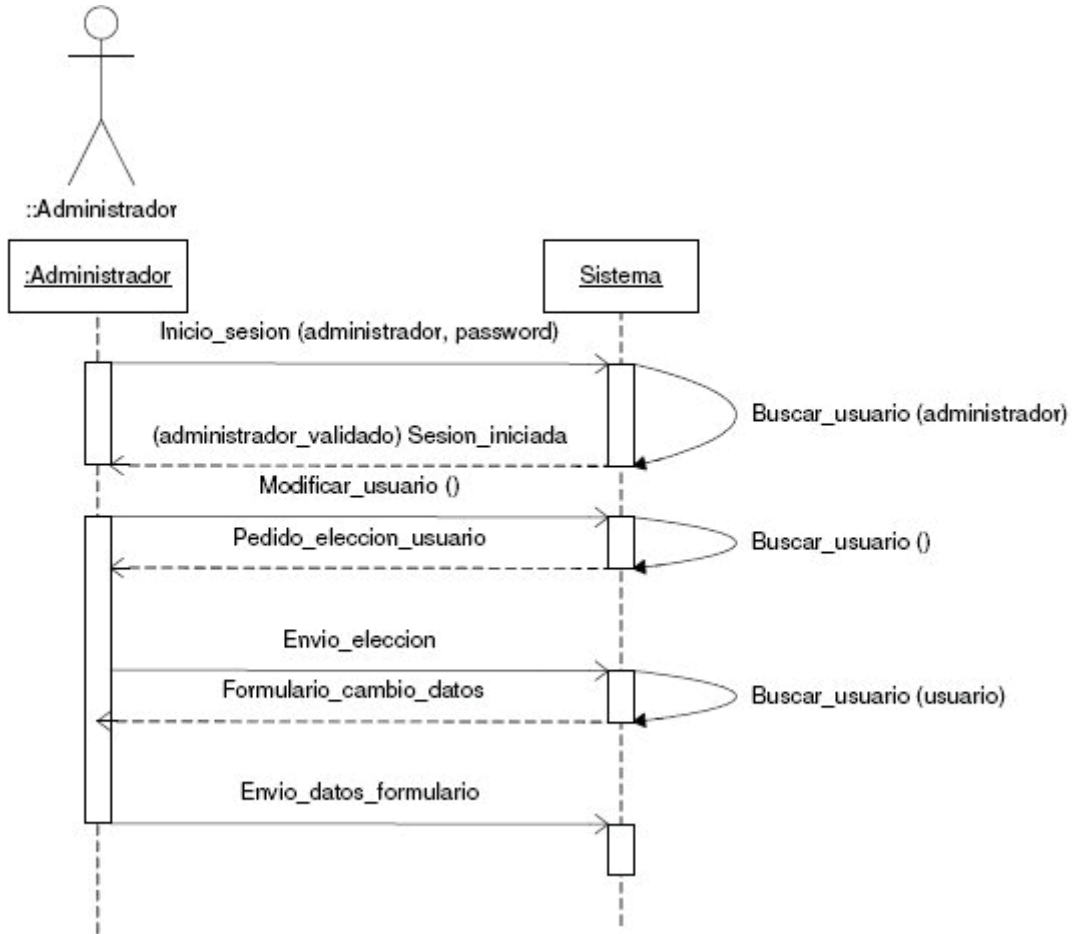 ::Administrador
:Administrador
Sistema
Inicio_sesion (administrador, password)
Buscar_usuario (administrador)
(administrador_validado) Sesion_iniciada
Modificar_usuario ()
Pedido_eleccion_usuario
Buscar_usuario ()
Envio_eleccion
Formulario_cambio_datos
Buscar_usuario (usuario)
Envio_datos_formulario